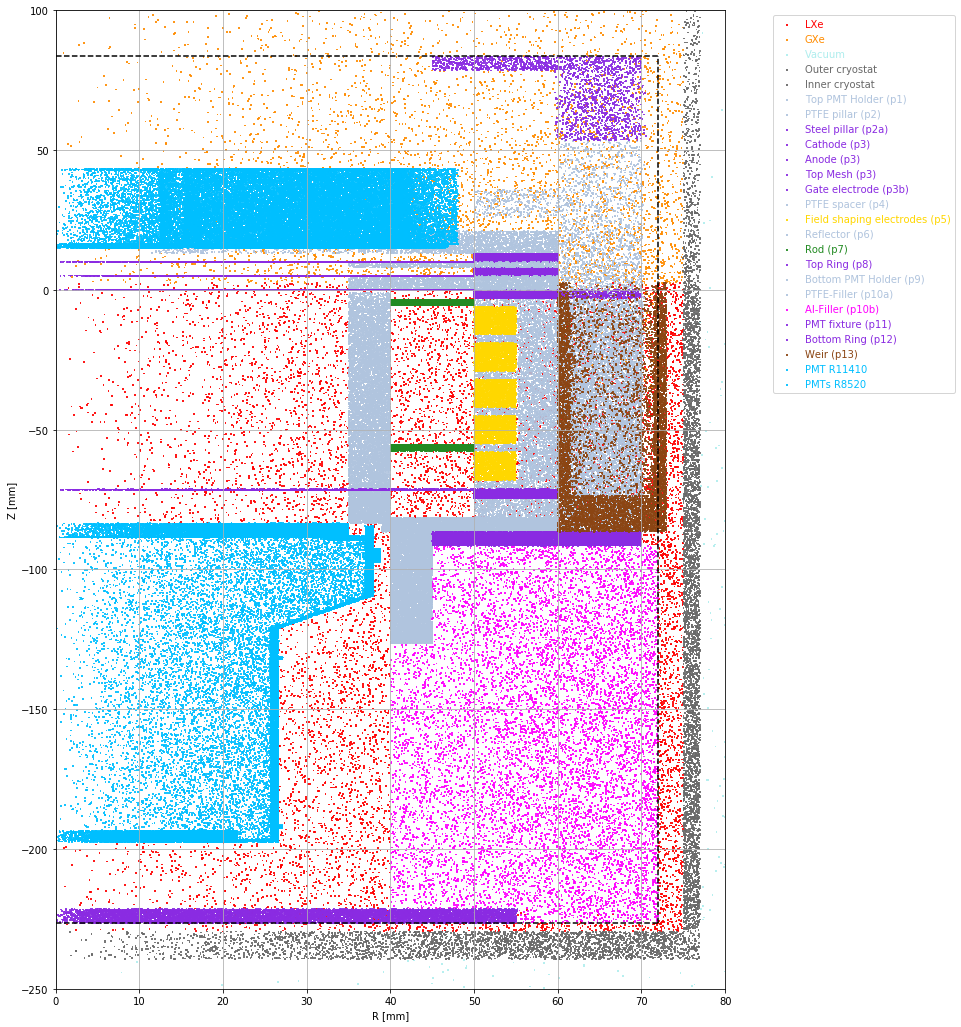 100
50
0
−50
−100
−150
−200
−250
Z [mm]
0 10 20 30 40 50 60 70 80
R [mm]
LXe
GXe
Vacuum
Outer cryostat
Inner cryostat
Top PMT Holder (p1)
PTFE pillar (p2)
Steel pillar (p2a)
Cathode (p3)
Anode (p3)
Top Mesh (p3)
Gate electrode (p3b)
PTFE spacer (p4)
Field shaping electrodes (p5)
Reflector (p6)
Rod (p7)
Top Ring (p8)
Bottom PMT Holder (p9)
PTFE-Filler (p10a)
Al-Filler (p10b)
PMT fixture (p11)
Bottom Ring (p12)
Weir (p13)
PMT R11410
PMTs R8520